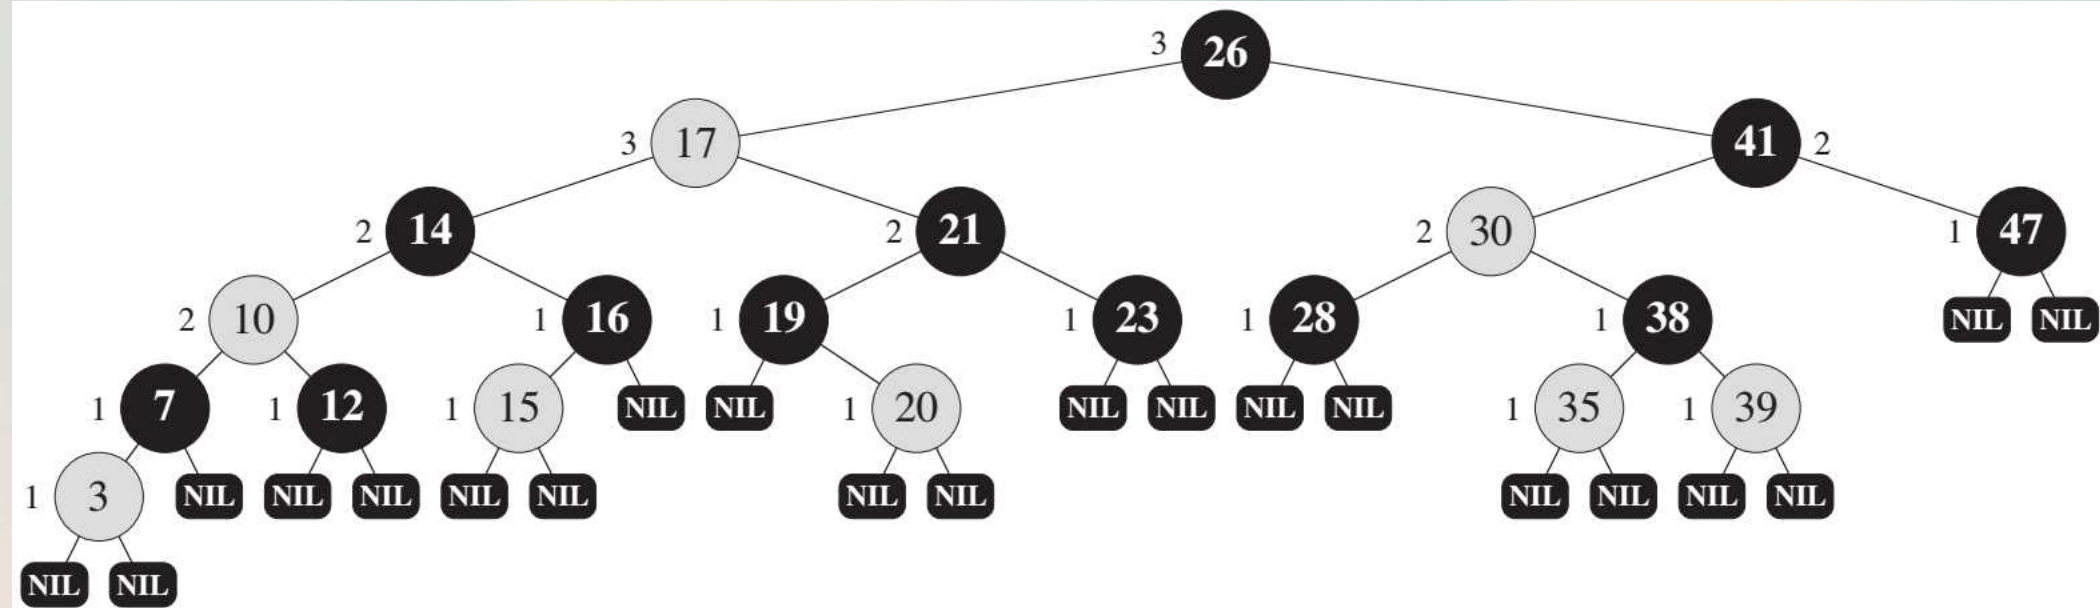 3 26
3 17 41 2
2 14 2 21 2 30 1 47
2 10 1 16 1 19 1 23 1 28 1 38 NIL NIL
1 7 1 12 1 15 NIL NIL 1 20 NIL NIL NIL NIL 1 35 1 39
1 3 NIL NIL NIL NIL NIL NIL NIL NIL NIL NIL NIL
NIL NIL